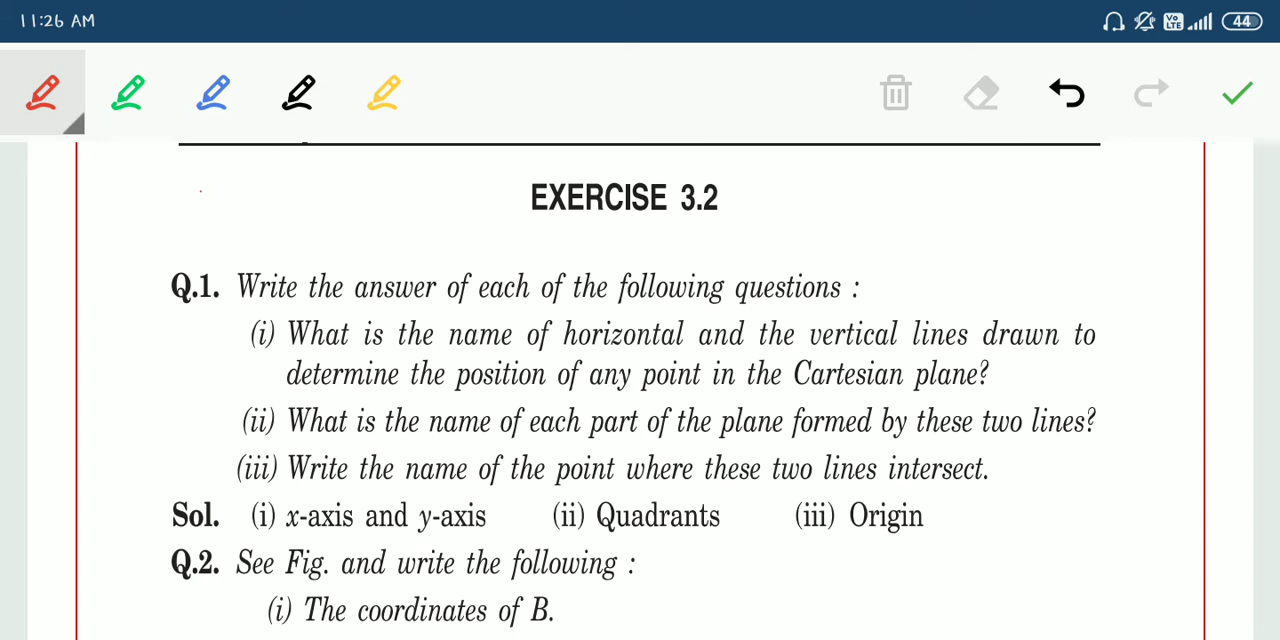 11:26 AM
Vo LTE 44
EXERCISE 3.2
Q.1. Write the answer of each of the following questions :
(i) What is the name of horizontal and the vertical lines drawn to
determine the position of any point in the Cartesian plane?
(ii) What is the name of each part of the plane formed by these two lines?
(iii) Write the name of the point where these two lines intersect.
Sol. (i) x-axis and y-axis (ii) Quadrants (iii) Origin
Q.2. See Fig. and write the following :
(i) The coordinates of B.